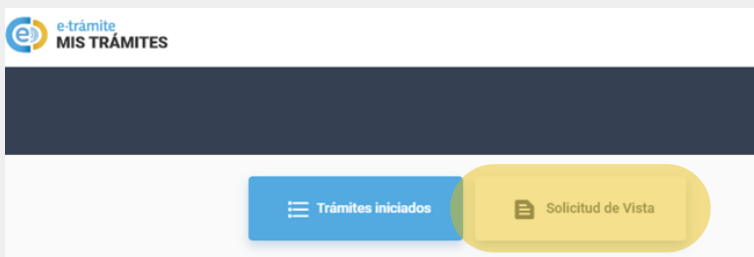 e-trámite
MIS TRÁMITES
Trámites iniciados
Solicitud de Vista